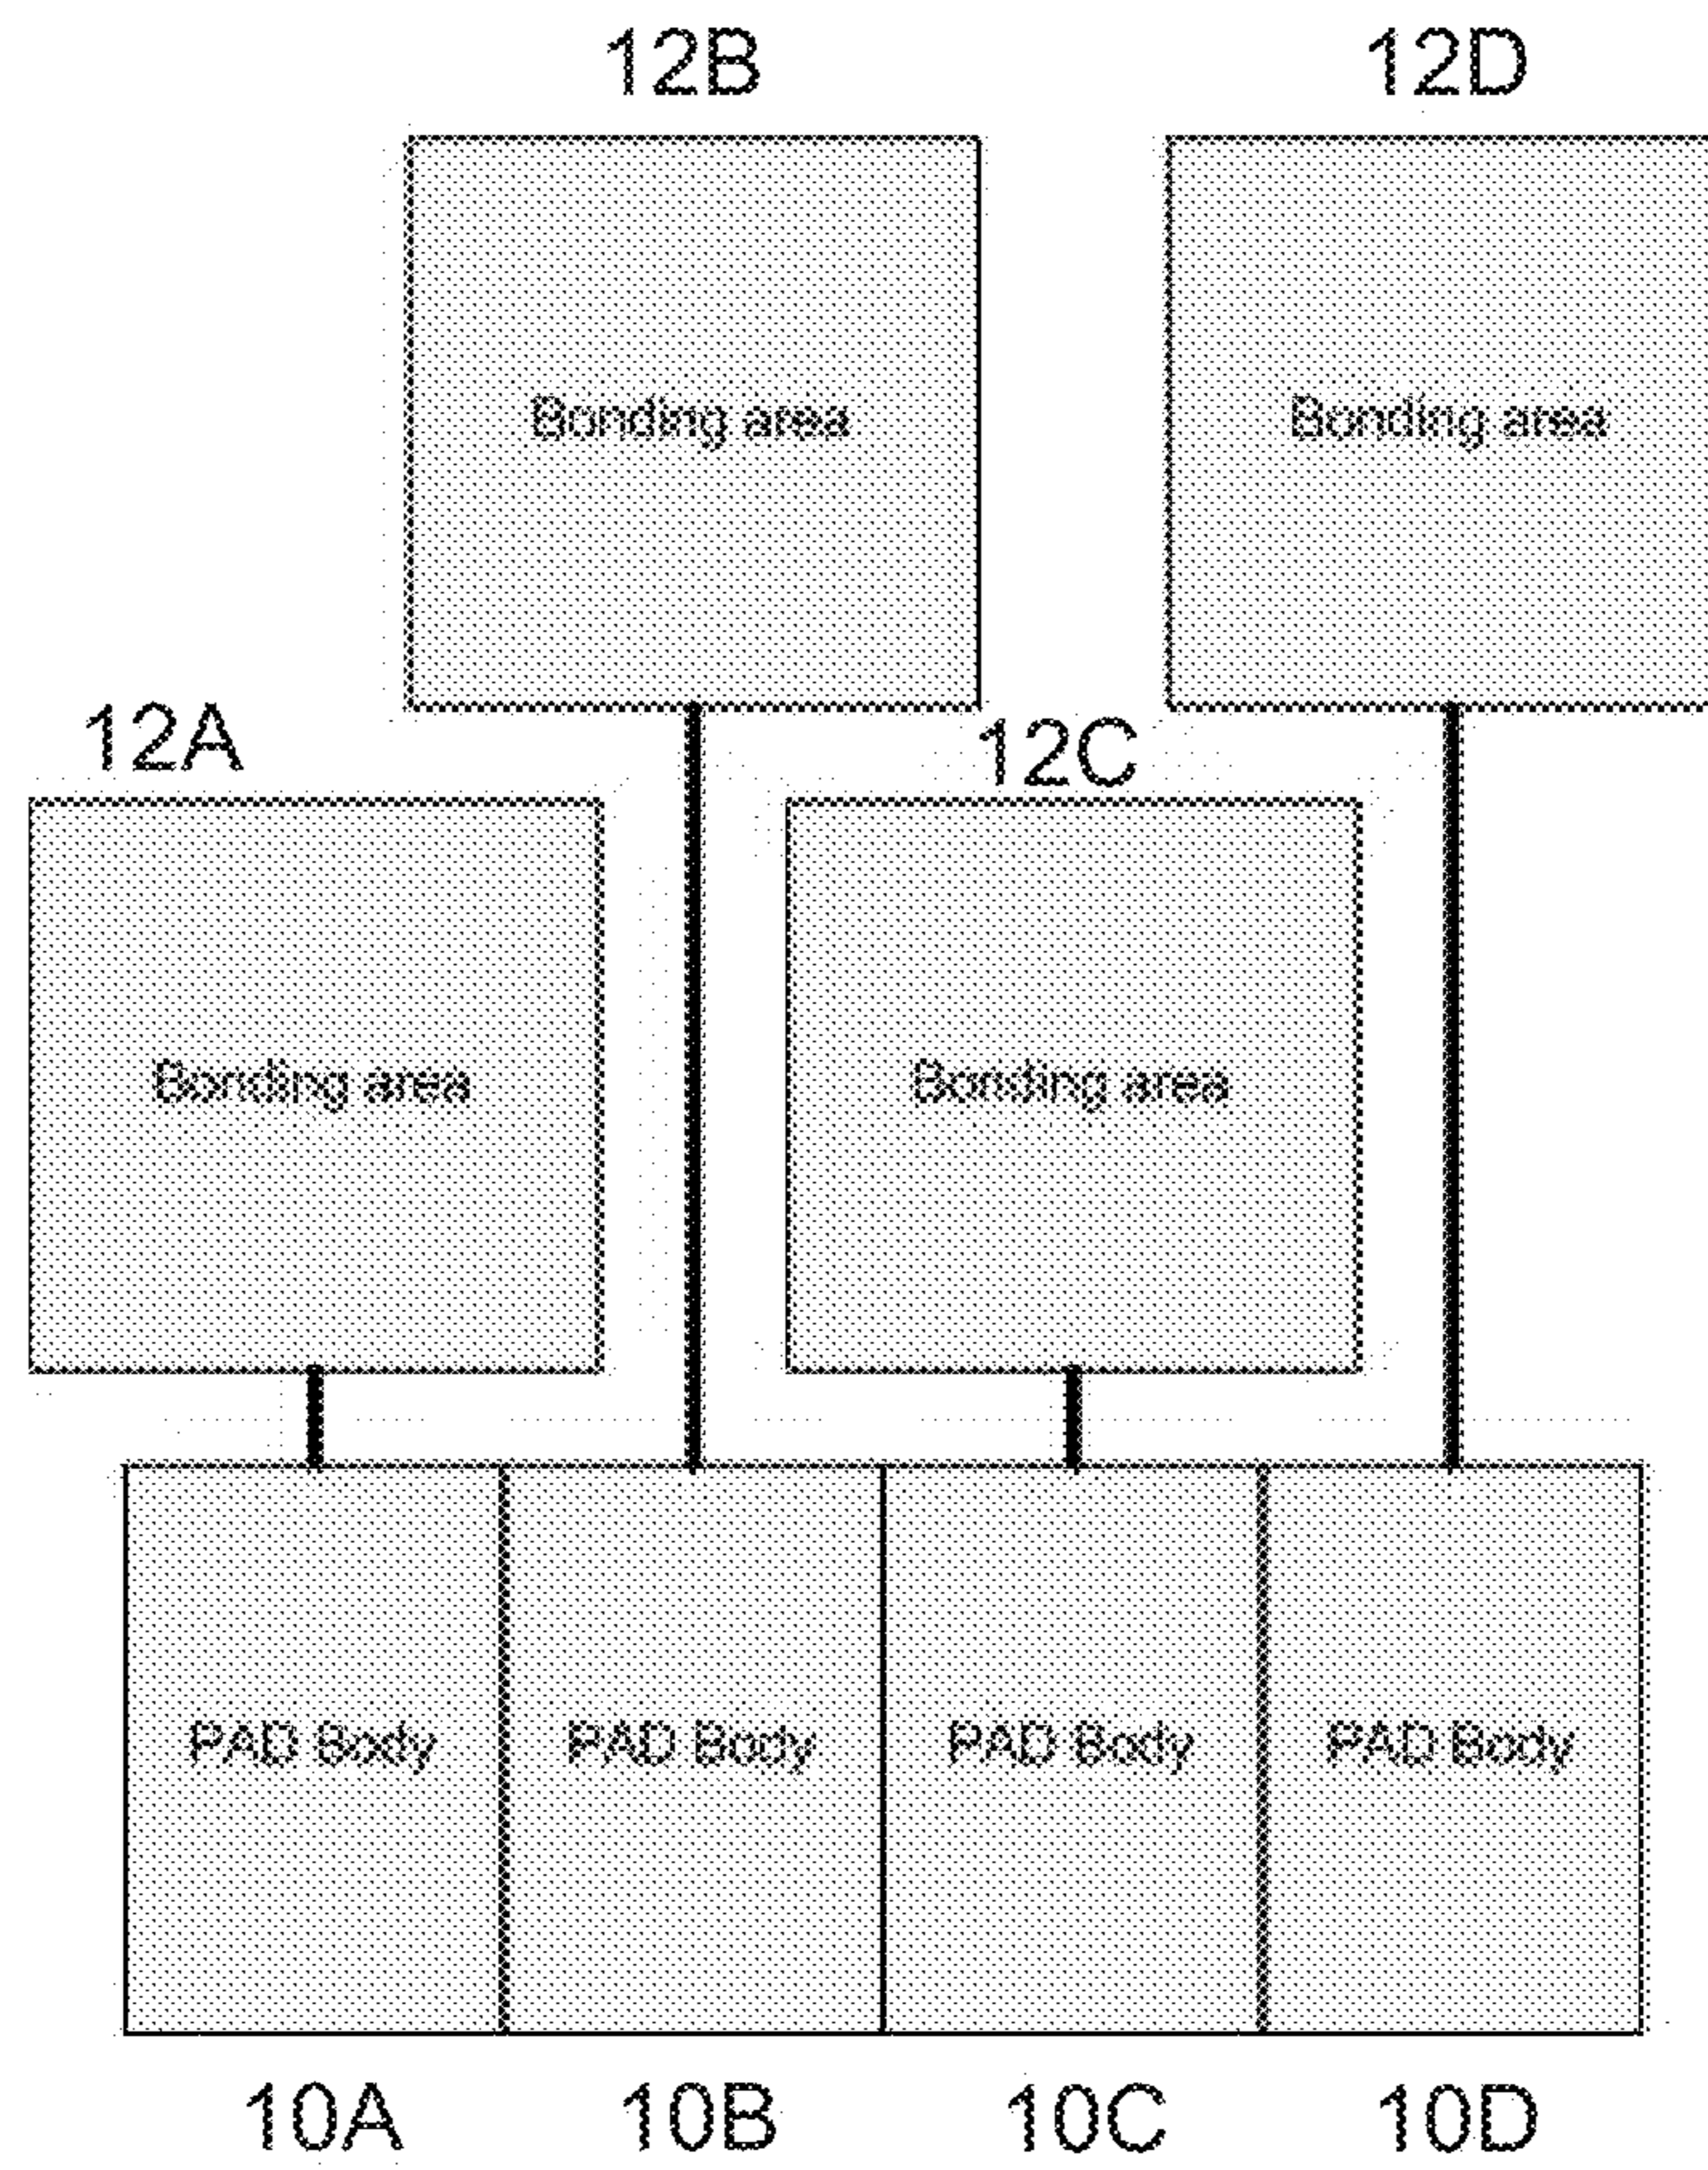 12B 12D
Bonding area Bonding area
12A 12C
Bonding area Bonding area
PAD Body PAD Body PAD Body PAD Body
10A 10B 10C 10D